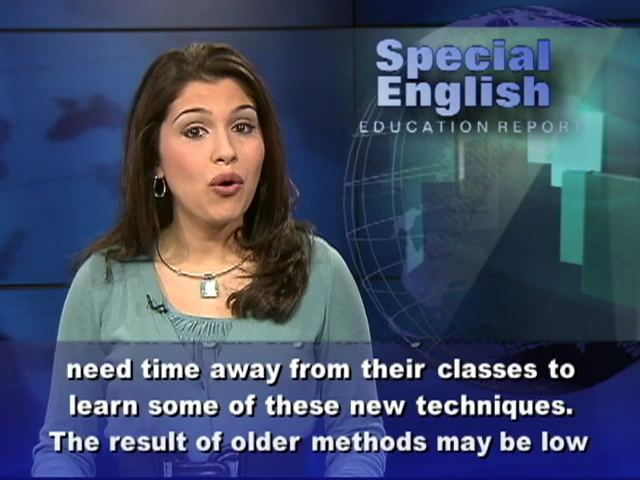 Special
English
EDUCATION REPORT
need time away from their classes to
learn some of these new techniques.
The result of older methods may be low